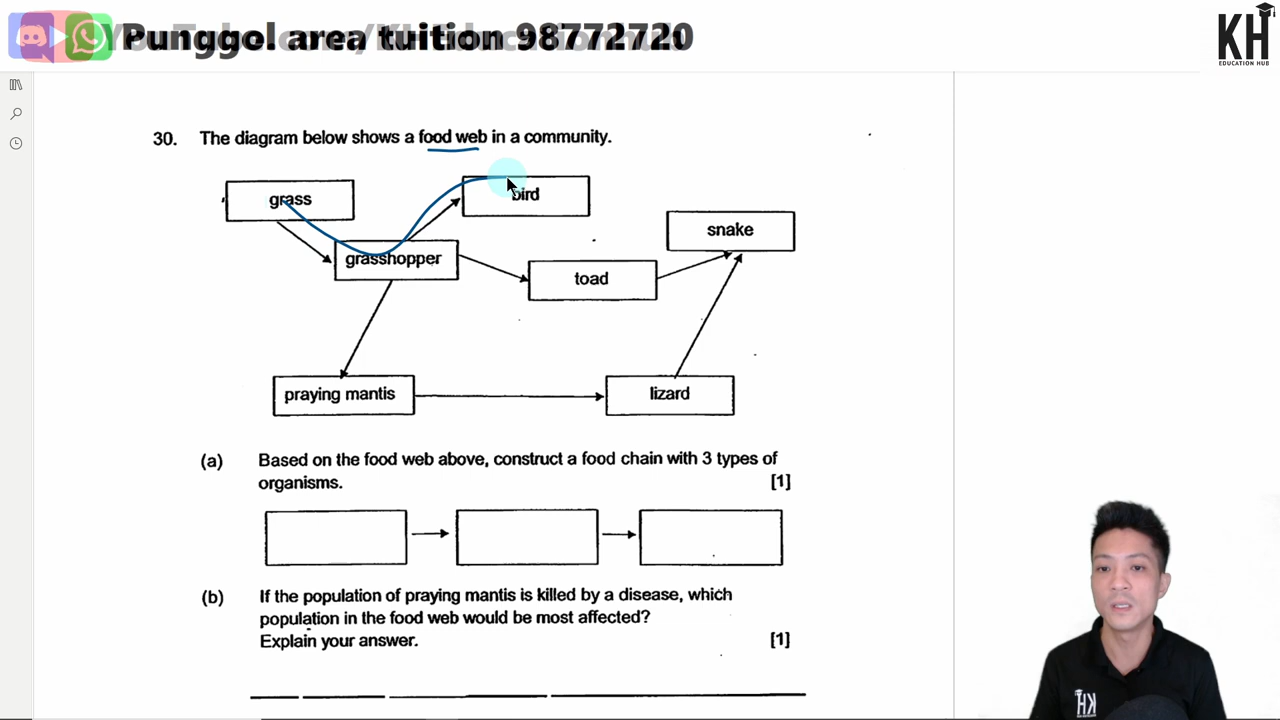 Punggol area tuition 98772720
KH
EDUCATION HUB
30. The diagram below shows a food web in a community.
grass
bird
snake
grasshopper
toad
praying mantis
lizard
(a) Based on the food web above, construct a food chain with 3 types of
organisms. [1]
(b) If the population of praying mantis is killed by a disease, which
population in the food web would be most affected?
Explain your answer. [1]
KH